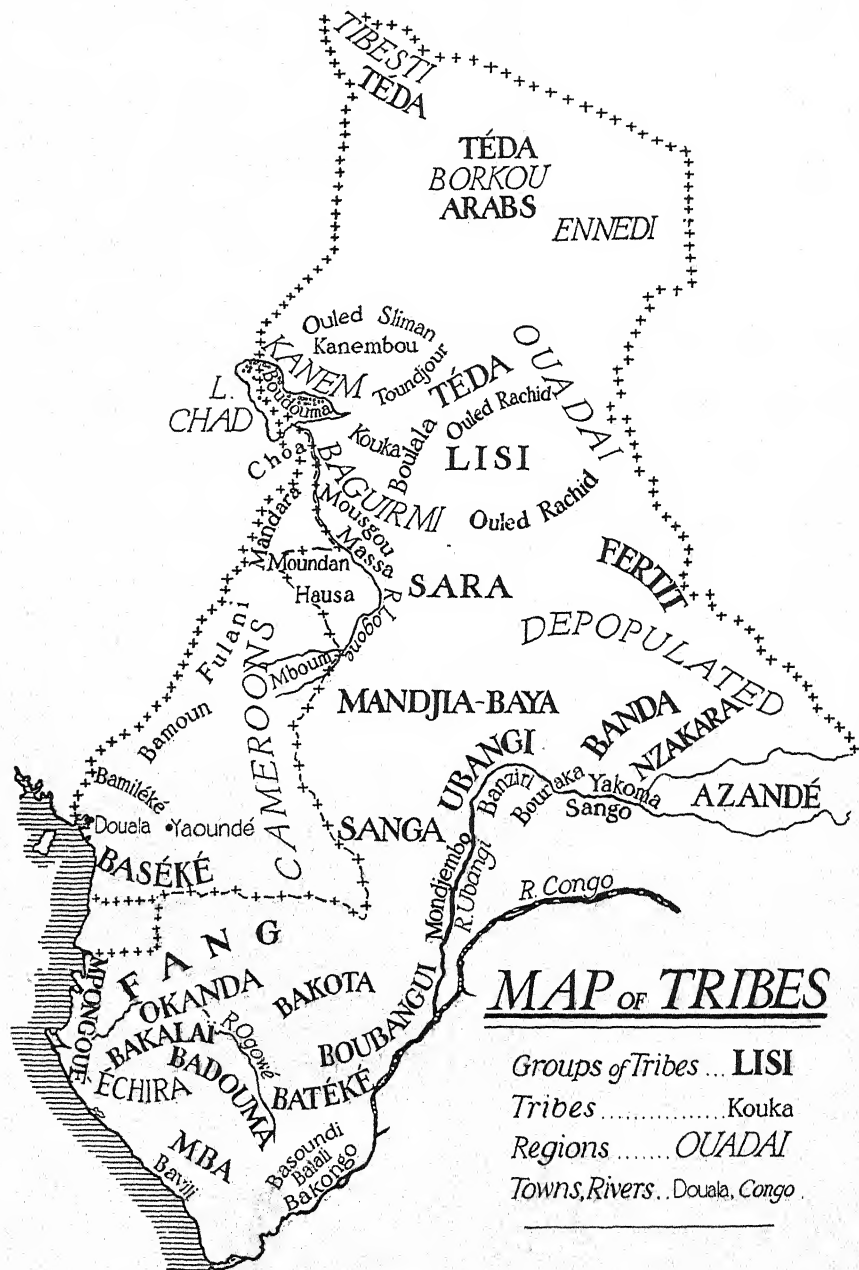 TIBESTI
TÉDA
TÉDA
BORKOU
ARABS
ENNEDI
Ouled Sliman
Kanembou
KANEM
Toundjour
OUADAI
L.
CHAD
Boudouma
TÉDA
Ouled Rachid
Kouka
Boulala
LISI
Choa
BAGUIRMI
Ouled Rachid
Mandara
Mousgou
Massa
Moundan
Hausa
R. Logone
SARA
FERTIT
DEPOPULATED
Fulani
Mboum
CAMEROONS
Bamoun
MANDJIA-BAYA
BANDA
NZAKARA
UBANGI
Banziri
Bouraka
Yakoma
Sango
AZANDÉ
Bamiléké
Douala
Yaoundé
SANGA
BASÉKÉ
Mondjembo
R. Ubangi
R. Congo
FANG
MPONGOUÉ
OKANDA
BAKOTA
BAKALAI
R. Ogowé
BADOUMA
BOUBANGUI
ÉCHIRA
BATÉKÉ
MBA
Bavili
Basoundi
Balali
Bakongo
MAP OF TRIBES
Groups of Tribes ... LISI
Tribes ................ Kouka
Regions ....... OUADAI
Towns, Rivers .. Douala, Congo .